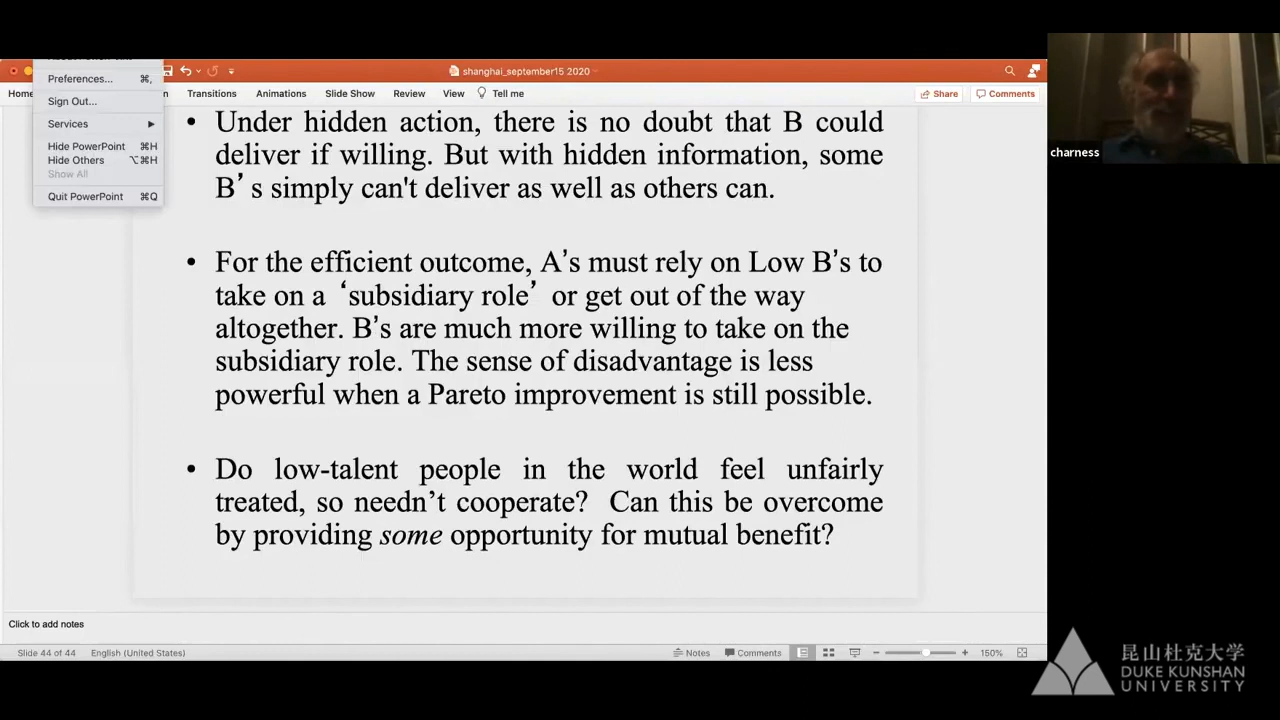 Preferences... ⌘,
Sign Out...
Services
Hide PowerPoint ⌘H
Hide Others ⌥⌘H
Show All
Quit PowerPoint ⌘Q
shanghai_september15 2020
Home
Transitions Animations Slide Show Review View Tell me
Share Comments
charness
• Under hidden action, there is no doubt that B could
deliver if willing. But with hidden information, some
B's simply can't deliver as well as others can.
• For the efficient outcome, A's must rely on Low B's to
take on a ‘subsidiary role’ or get out of the way
altogether. B's are much more willing to take on the
subsidiary role. The sense of disadvantage is less
powerful when a Pareto improvement is still possible.
• Do low-talent people in the world feel unfairly
treated, so needn't cooperate? Can this be overcome
by providing some opportunity for mutual benefit?
Click to add notes
Slide 44 of 44 English (United States) Notes Comments 150%
昆山杜克大学
DUKE KUNSHAN
UNIVERSITY